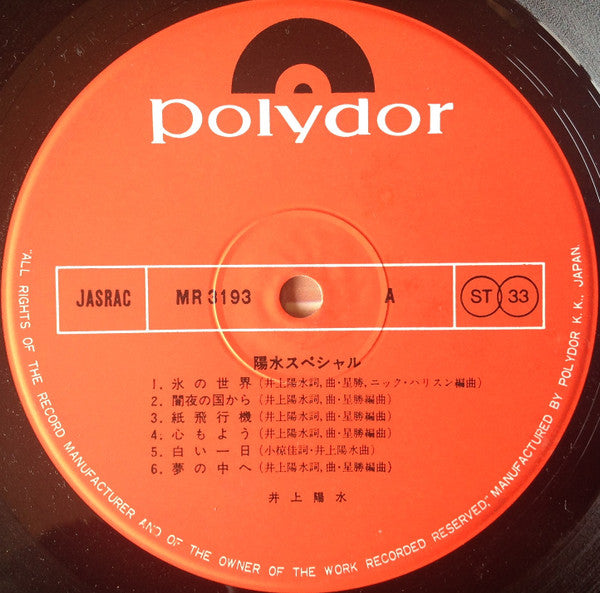 polydor
JASRAC MR 3193 A ST 33
陽水スペシャル
1. 氷の世界 (井上陽水詞,曲・星勝,ニック・ハリスン編曲)
2. 闇夜の国から (井上陽水詞,曲・星勝編曲)
3. 紙飛行機 (井上陽水詞,曲・星勝編曲)
4. 心もよう (井上陽水詞,曲・星勝編曲)
5. 白い一日 (小椋佳詞・井上陽水曲)
6. 夢の中へ (井上陽水詞,曲・星勝編曲)
井上陽水
"ALL RIGHTS OF THE RECORD MANUFACTURER AND OF THE OWNER OF THE WORK RECORDED RESERVED," MANUFACTURED BY POLYDOR K.K., JAPAN.